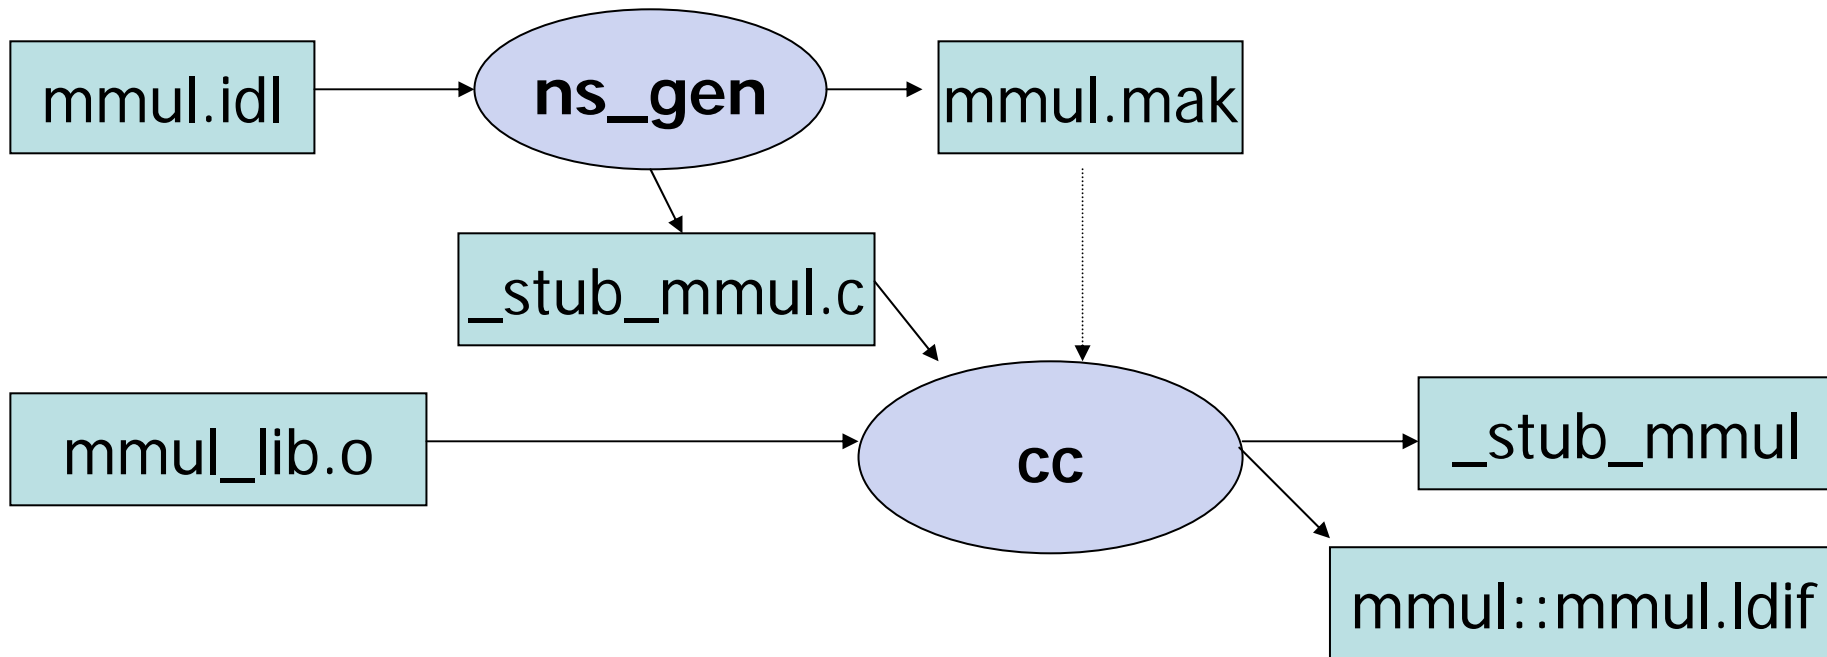 mmul.idl
ns_gen
mmul.mak
_stub_mmul.c
mmul_lib.o
cc
_stub_mmul
mmul::mmul.ldif